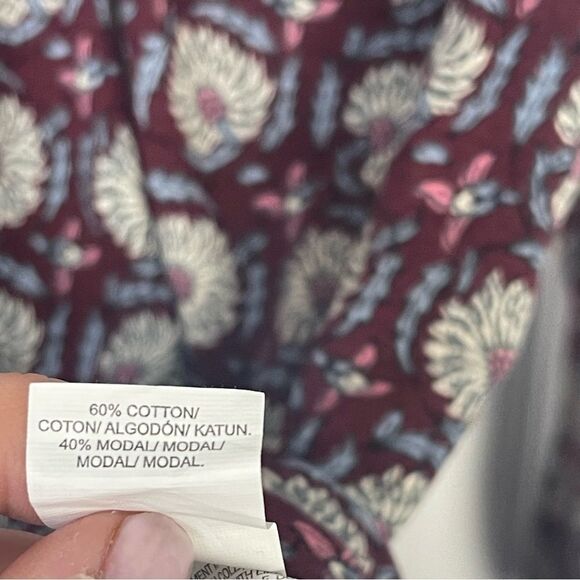 60% COTTON/
COTON/ ALGODÓN/ KATUN.
40% MODAL/ MODAL/
MODAL/ MODAL.